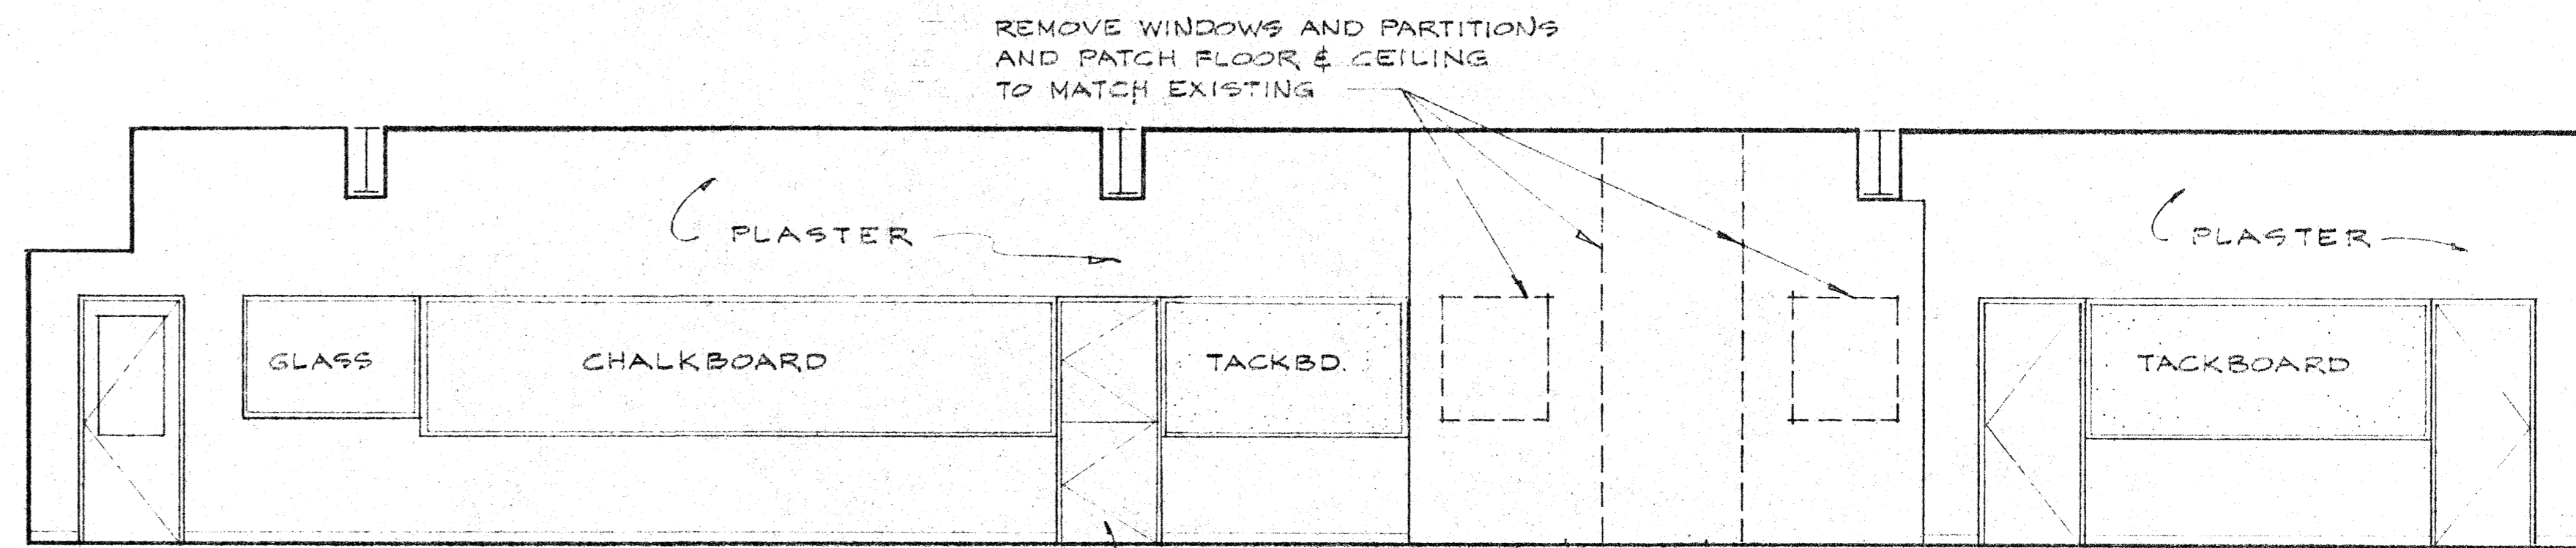 REMOVE WINDOWS AND PARTITIONS
AND PATCH FLOOR & CEILING
TO MATCH EXISTING
PLASTER
PLASTER
GLASS
CHALKBOARD
TACKBD.
TACKBOARD